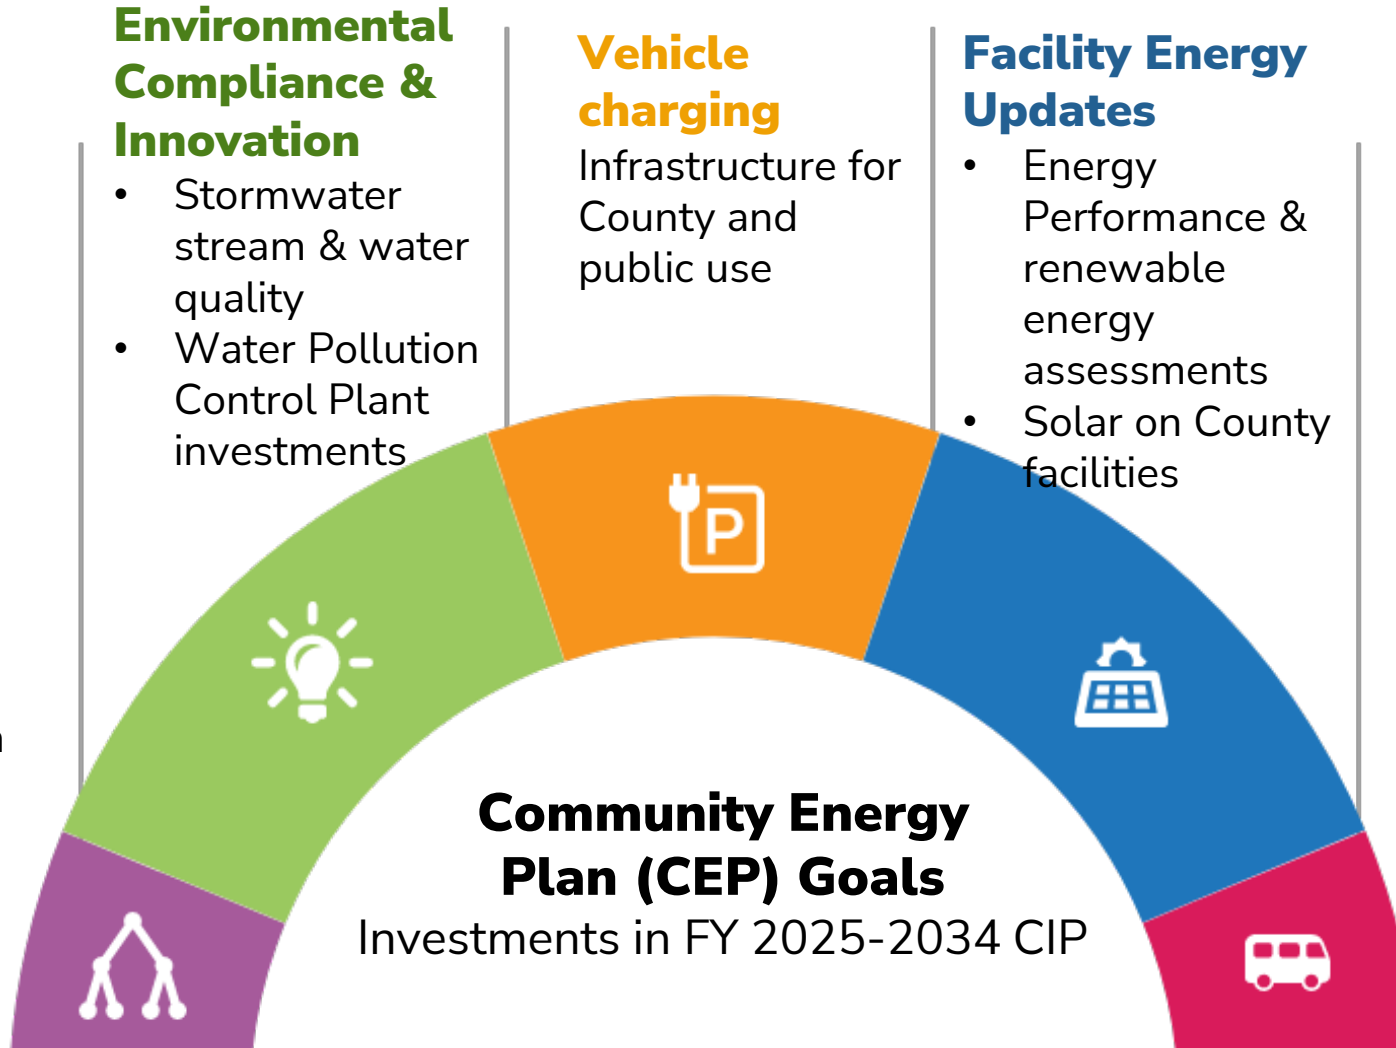 Environmental
Compliance &
Innovation
• Stormwater
stream & water
quality
• Water Pollution
Control Plant
investments
Vehicle
charging
Infrastructure for
County and
public use
Facility Energy
Updates
• Energy
Performance &
renewable
energy
assessments
• Solar on County
facilities
P
Community Energy
Plan (CEP) Goals
Investments in FY 2025-2034 CIP